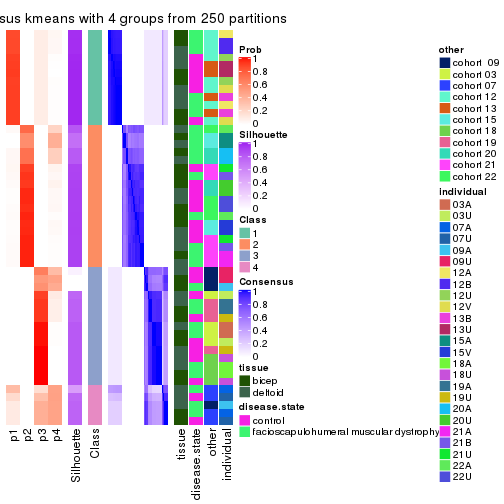 sus kmeans with 4 groups from 250 partitions
p1
p2
p3
p4
Silhouette
Class
tissue
disease.state
other
individual
Prob
1
0.8
0.6
0.4
0.2
0
Silhouette
1
0.8
0.6
0.4
0.2
0
Class
1
2
3
4
Consensus
1
0.8
0.6
0.4
0.2
0
tissue
bicep
deltoid
disease.state
control
facioscapulohumeral muscular dystrophy
other
cohort 09
cohort 03
cohort 07
cohort 12
cohort 13
cohort 15
cohort 18
cohort 19
cohort 20
cohort 21
cohort 22
individual
03A
03U
07A
07U
09A
09U
12A
12B
12U
12V
13B
13U
15A
15V
18A
18U
19A
19U
20A
20U
21A
21B
21U
22A
22U